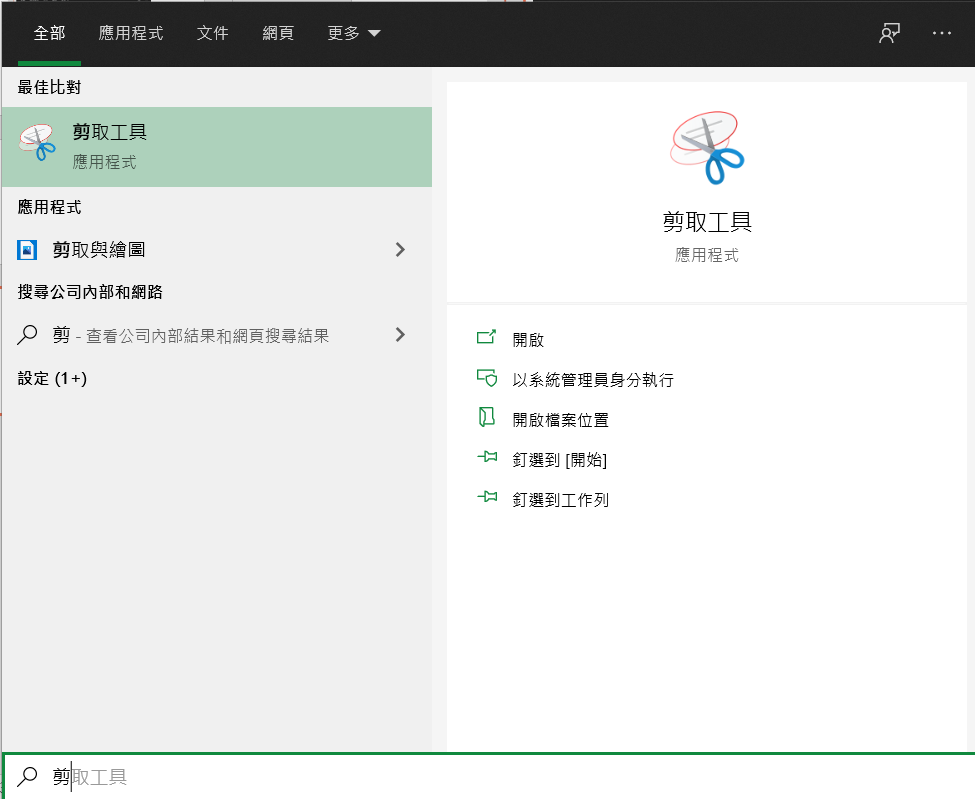 全部 應用程式 文件 網頁 更多
最佳比對
剪取工具
應用程式
應用程式
剪取與繪圖
搜尋公司內部和網路
剪 - 查看公司內部結果和網頁搜尋結果
設定 (1+)
剪取工具
應用程式
開啟
以系統管理員身分執行
開啟檔案位置
釘選到 [開始]
釘選到工作列
剪取工具